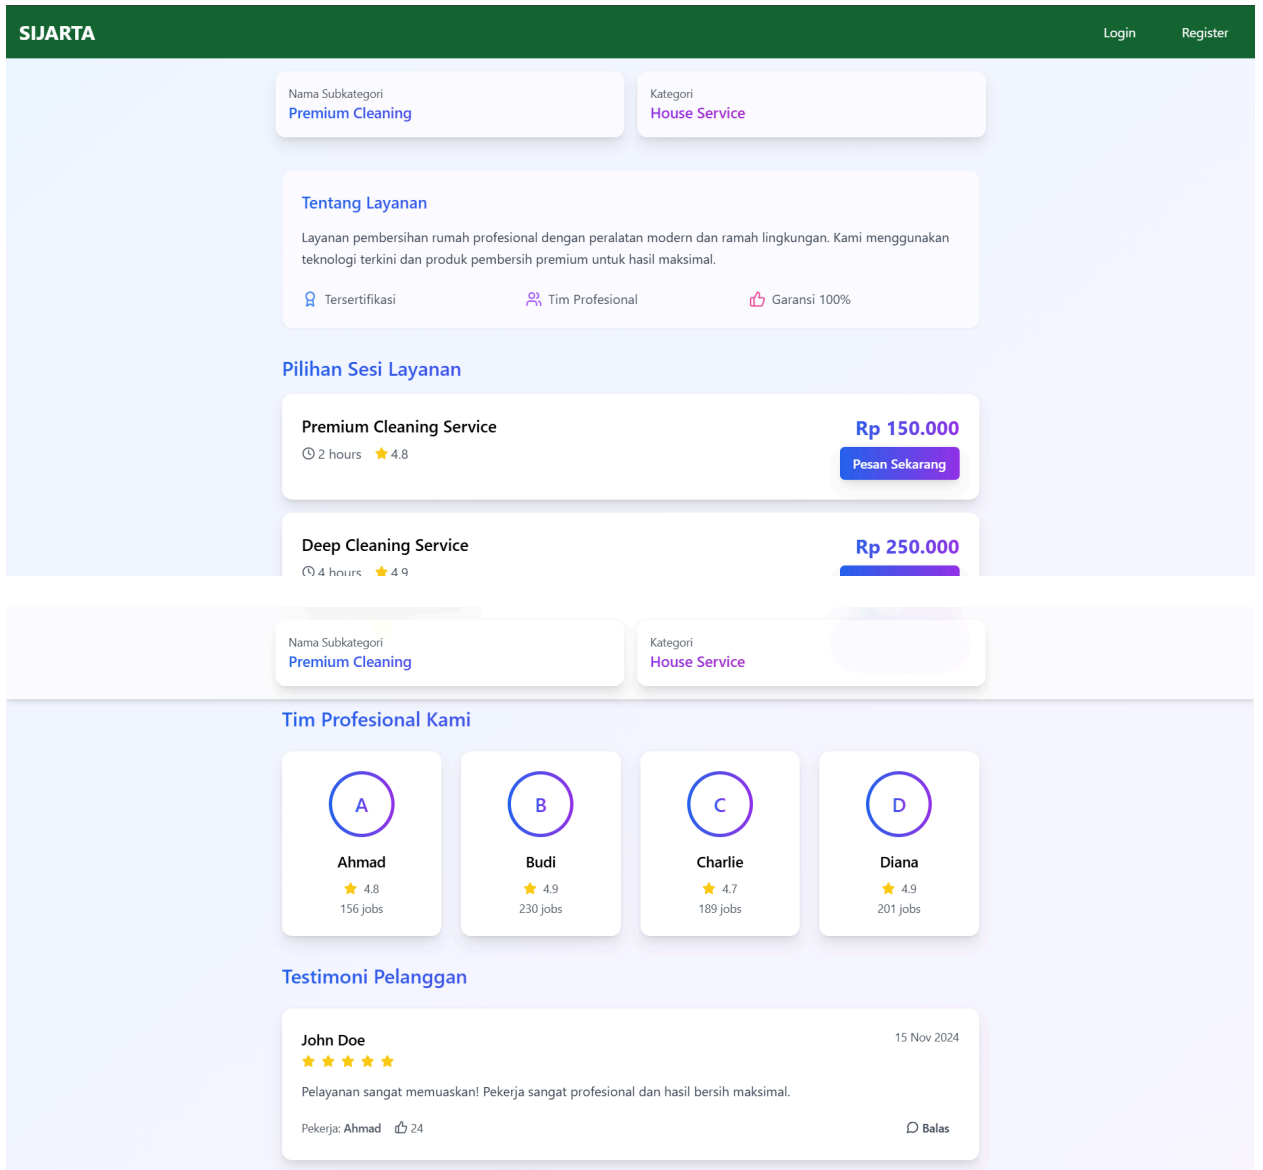 SIJARTA
Login
Register
Nama Subkategori
Premium Cleaning
Kategori
House Service
Tentang Layanan
Layanan pembersihan rumah profesional dengan peralatan modern dan ramah lingkungan. Kami menggunakan
teknologi terkini dan produk pembersih premium untuk hasil maksimal.
Tersertifikasi
Tim Profesional
Garansi 100%
Pilihan Sesi Layanan
Premium Cleaning Service
Rp 150.000
2 hours 4.8
Pesan Sekarang
Deep Cleaning Service
Rp 250.000
4 hours 4.9
Nama Subkategori
Premium Cleaning
Kategori
House Service
Tim Profesional Kami
A
Ahmad
4.8
156 jobs
B
Budi
4.9
230 jobs
C
Charlie
4.7
189 jobs
D
Diana
4.9
201 jobs
Testimoni Pelanggan
John Doe
15 Nov 2024
Pelayanan sangat memuaskan! Pekerja sangat profesional dan hasil bersih maksimal.
Pekerja: Ahmad 24
Balas